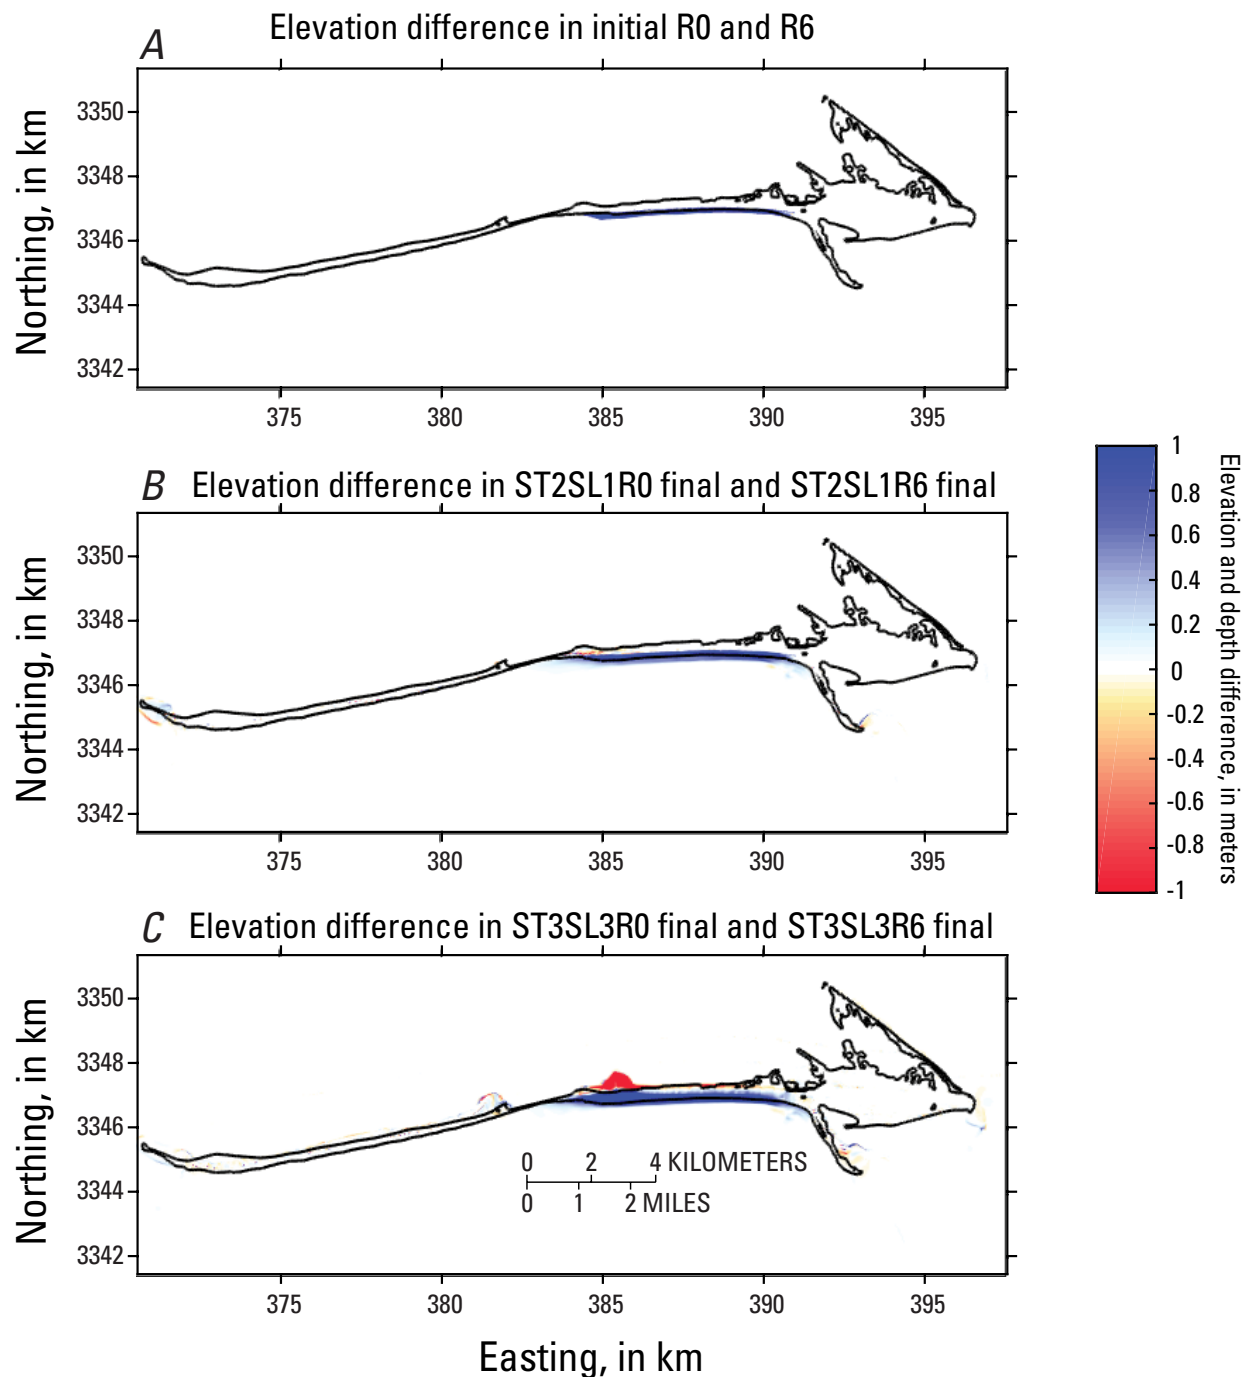 A Elevation difference in initial R0 and R6
Northing, in km
3350
3348
3346
3344
3342
375 380 385 390 395
B Elevation difference in ST2SL1R0 final and ST2SL1R6 final
Northing, in km
3350
3348
3346
3344
3342
375 380 385 390 395
1
0.8
0.6
0.4
0.2
0
-0.2
-0.4
-0.6
-0.8
-1
Elevation and depth difference, in meters
C Elevation difference in ST3SL3R0 final and ST3SL3R6 final
Northing, in km
3350
3348
3346
3344
3342
0 2 4 KILOMETERS
0 1 2 MILES
375 380 385 390 395
Easting, in km